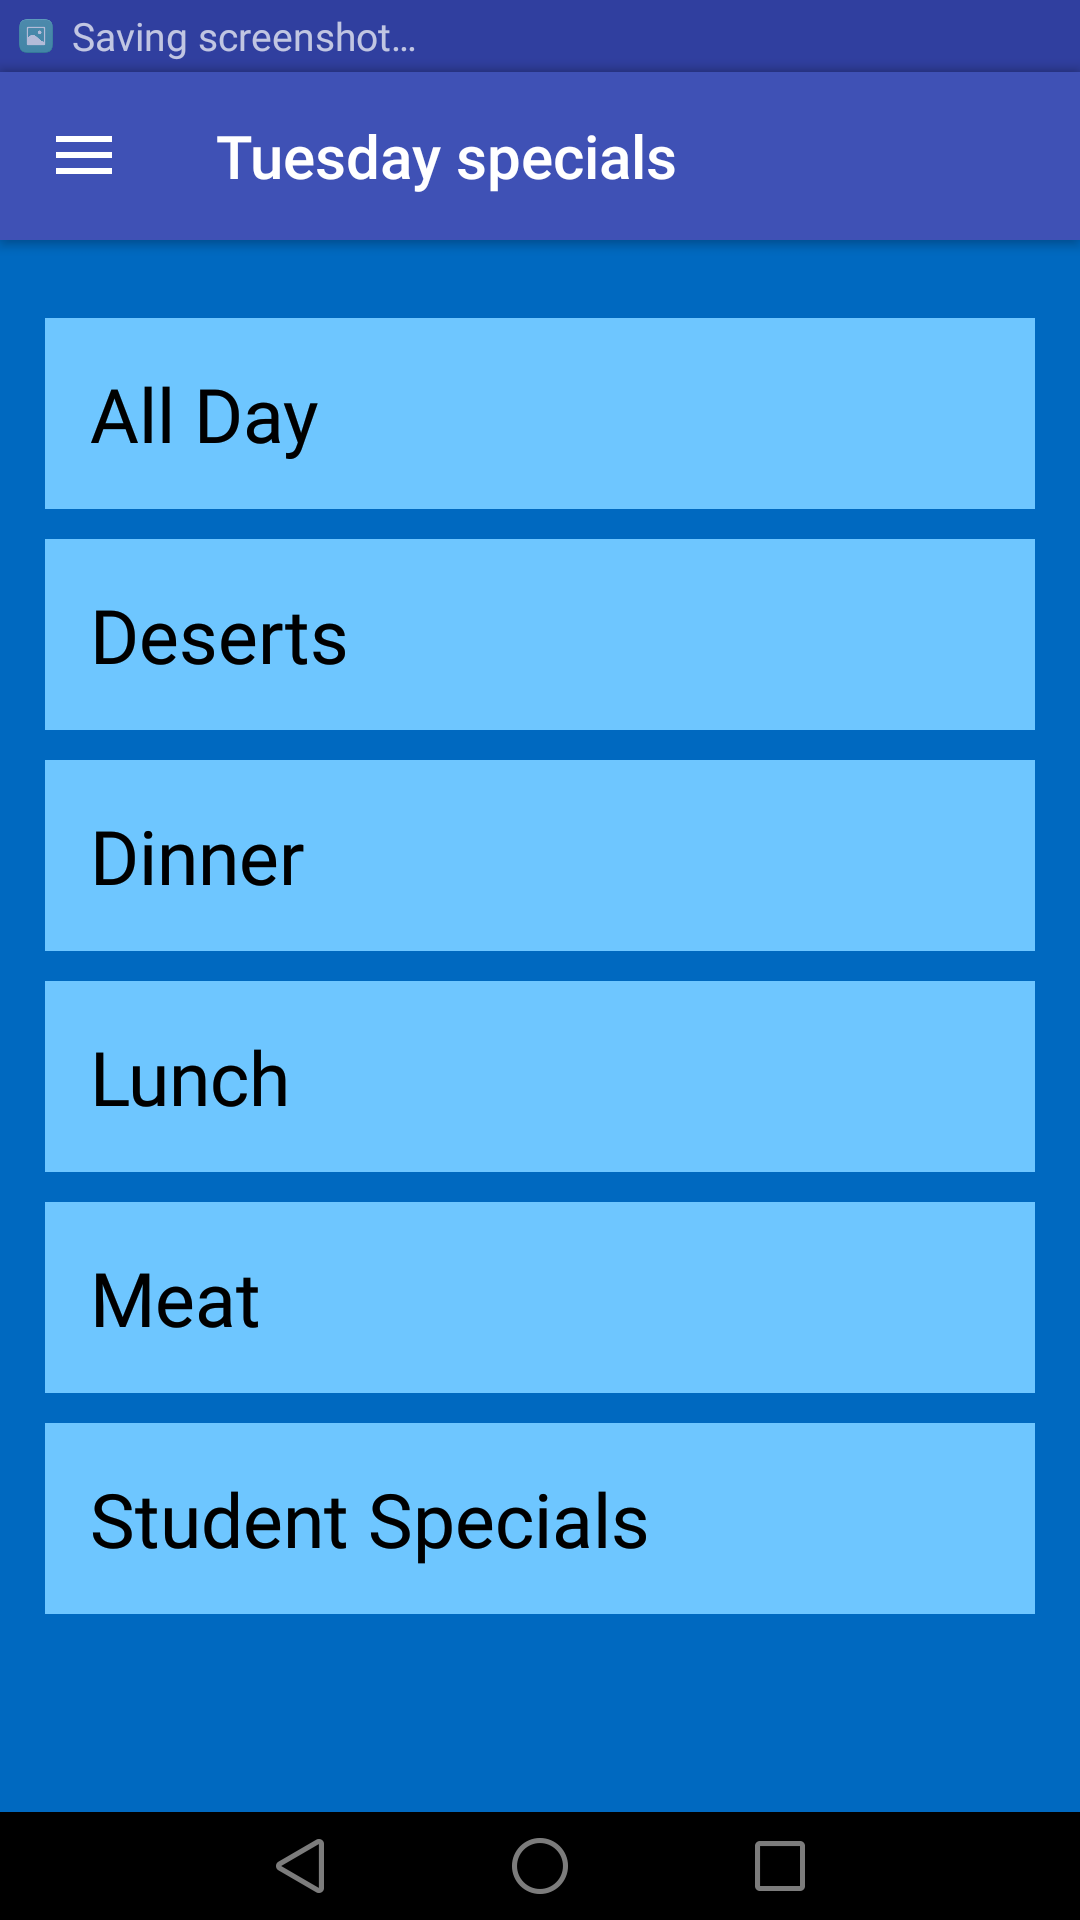 Saving screenshot...
Tuesday specials
All Day
Deserts
Dinner
Lunch
Meat
Student Specials